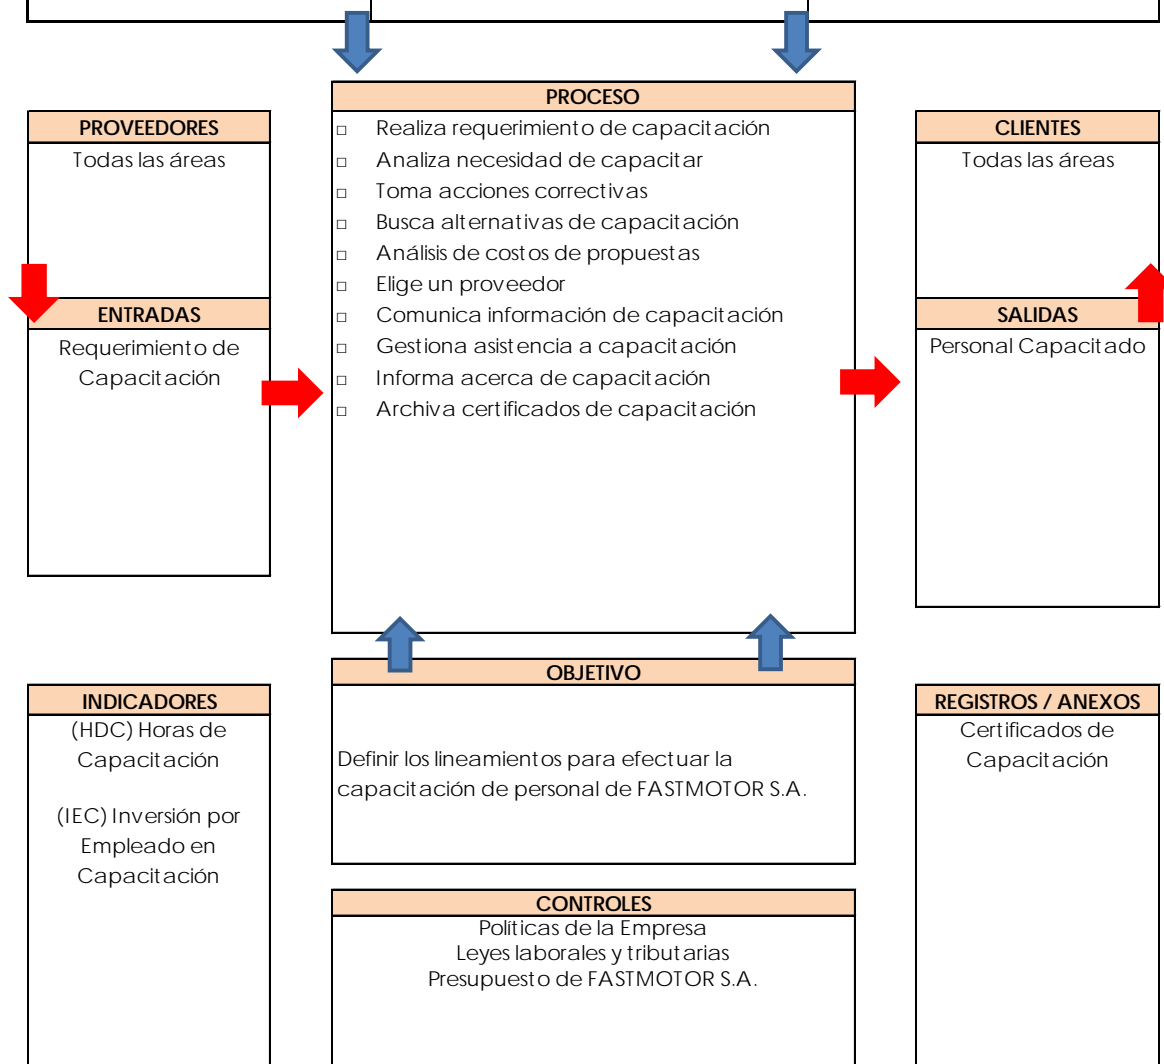 PROCESO
□ Realiza requerimiento de capacitación
□ Analiza necesidad de capacitar
□ Toma acciones correctivas
□ Busca alternativas de capacitación
□ Análisis de costos de propuestas
□ Elige un proveedor
□ Comunica información de capacitación
□ Gestiona asistencia a capacitación
□ Informa acerca de capacitación
□ Archiva certificados de capacitación
PROVEEDORES
Todas las áreas
ENTRADAS
Requerimiento de
Capacitación
CLIENTES
Todas las áreas
SALIDAS
Personal Capacitado
OBJETIVO
Definir los lineamientos para efectuar la
capacitación de personal de FASTMOTOR S.A.
INDICADORES
(HDC) Horas de
Capacitación
(IEC) Inversión por
Empleado en
Capacitación
REGISTROS / ANEXOS
Certificados de
Capacitación
CONTROLES
Políticas de la Empresa
Leyes laborales y tributarias
Presupuesto de FASTMOTOR S.A.